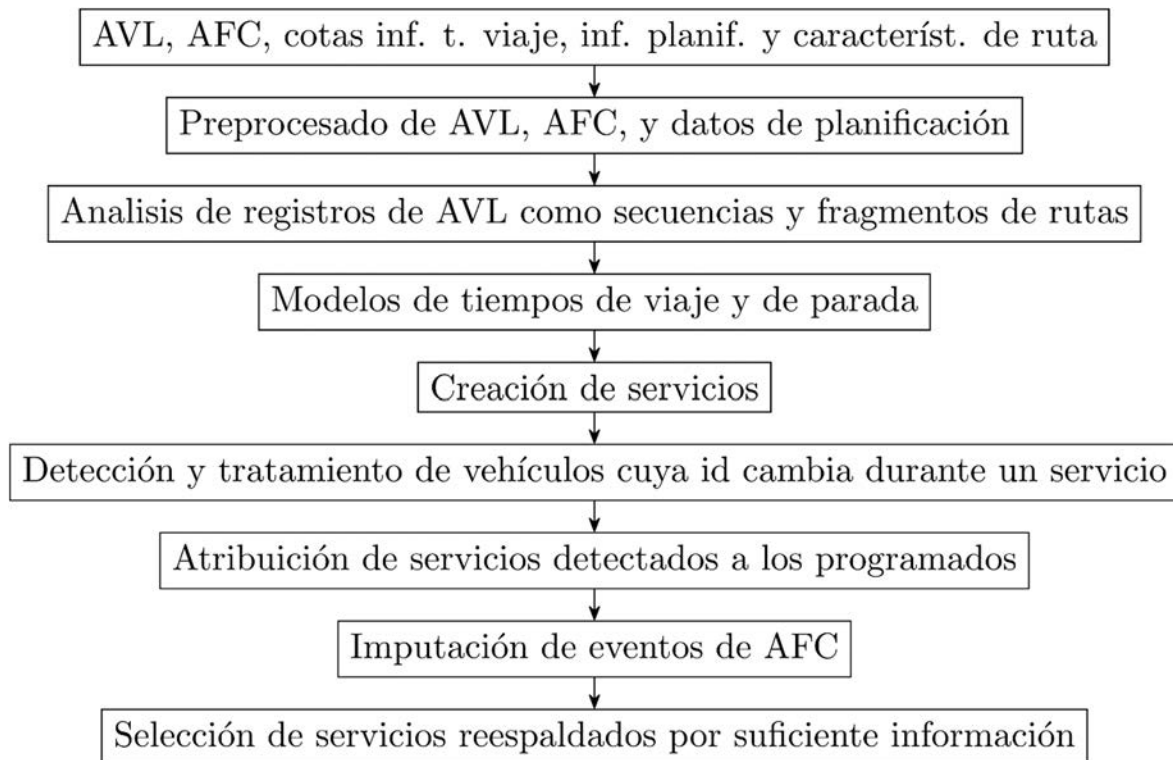 AVL, AFC, cotas inf. t. viaje, inf. planif. y característ. de ruta
Preprocesado de AVL, AFC, y datos de planificación
Analisis de registros de AVL como secuencias y fragmentos de rutas
Modelos de tiempos de viaje y de parada
Creación de servicios
Detección y tratamiento de vehículos cuya id cambia durante un servicio
Atribuición de servicios detectados a los programados
Imputación de eventos de AFC
Selección de servicios reespaldados por suficiente información